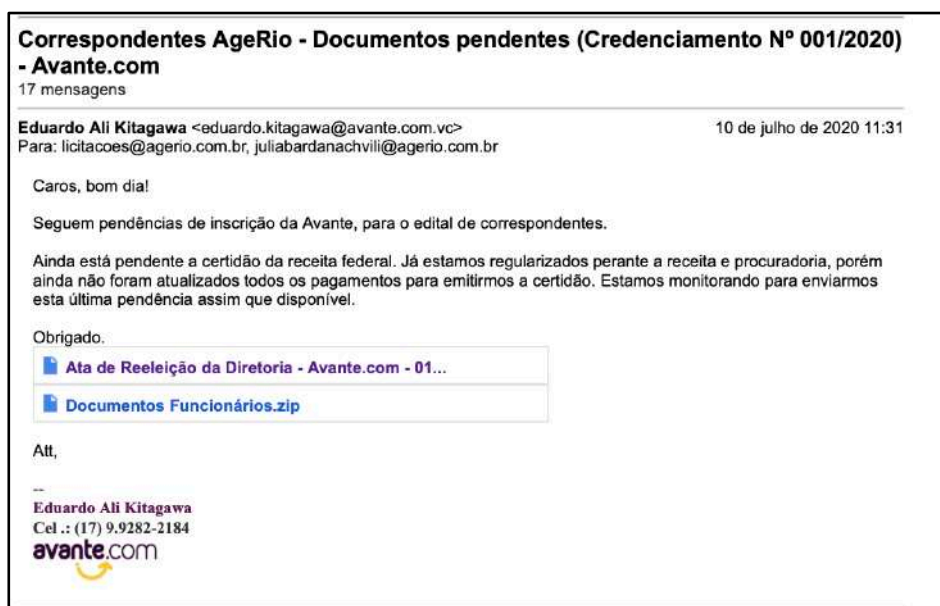 Correspondentes AgeRio - Documentos pendentes (Credenciamento Nº 001/2020)
- Avante.com
17 mensagens
Eduardo Ali Kitagawa <eduardo.kitagawa@avante.com.vc> 10 de julho de 2020 11:31
Para: licitacoes@agerio.com.br, juliabardanachvili@agerio.com.br
Caros, bom dia!
Seguem pendências de inscrição da Avante, para o edital de correspondentes.
Ainda está pendente a certidão da receita federal. Já estamos regularizados perante a receita e procuradoria, porém
ainda não foram atualizados todos os pagamentos para emitirmos a certidão. Estamos monitorando para enviarmos
esta última pendência assim que disponível.
Obrigado.
Ata de Reeleição da Diretoria - Avante.com - 01...
Documentos Funcionários.zip
Att,
--
Eduardo Ali Kitagawa
Cel .: (17) 9.9282-2184
avante.com